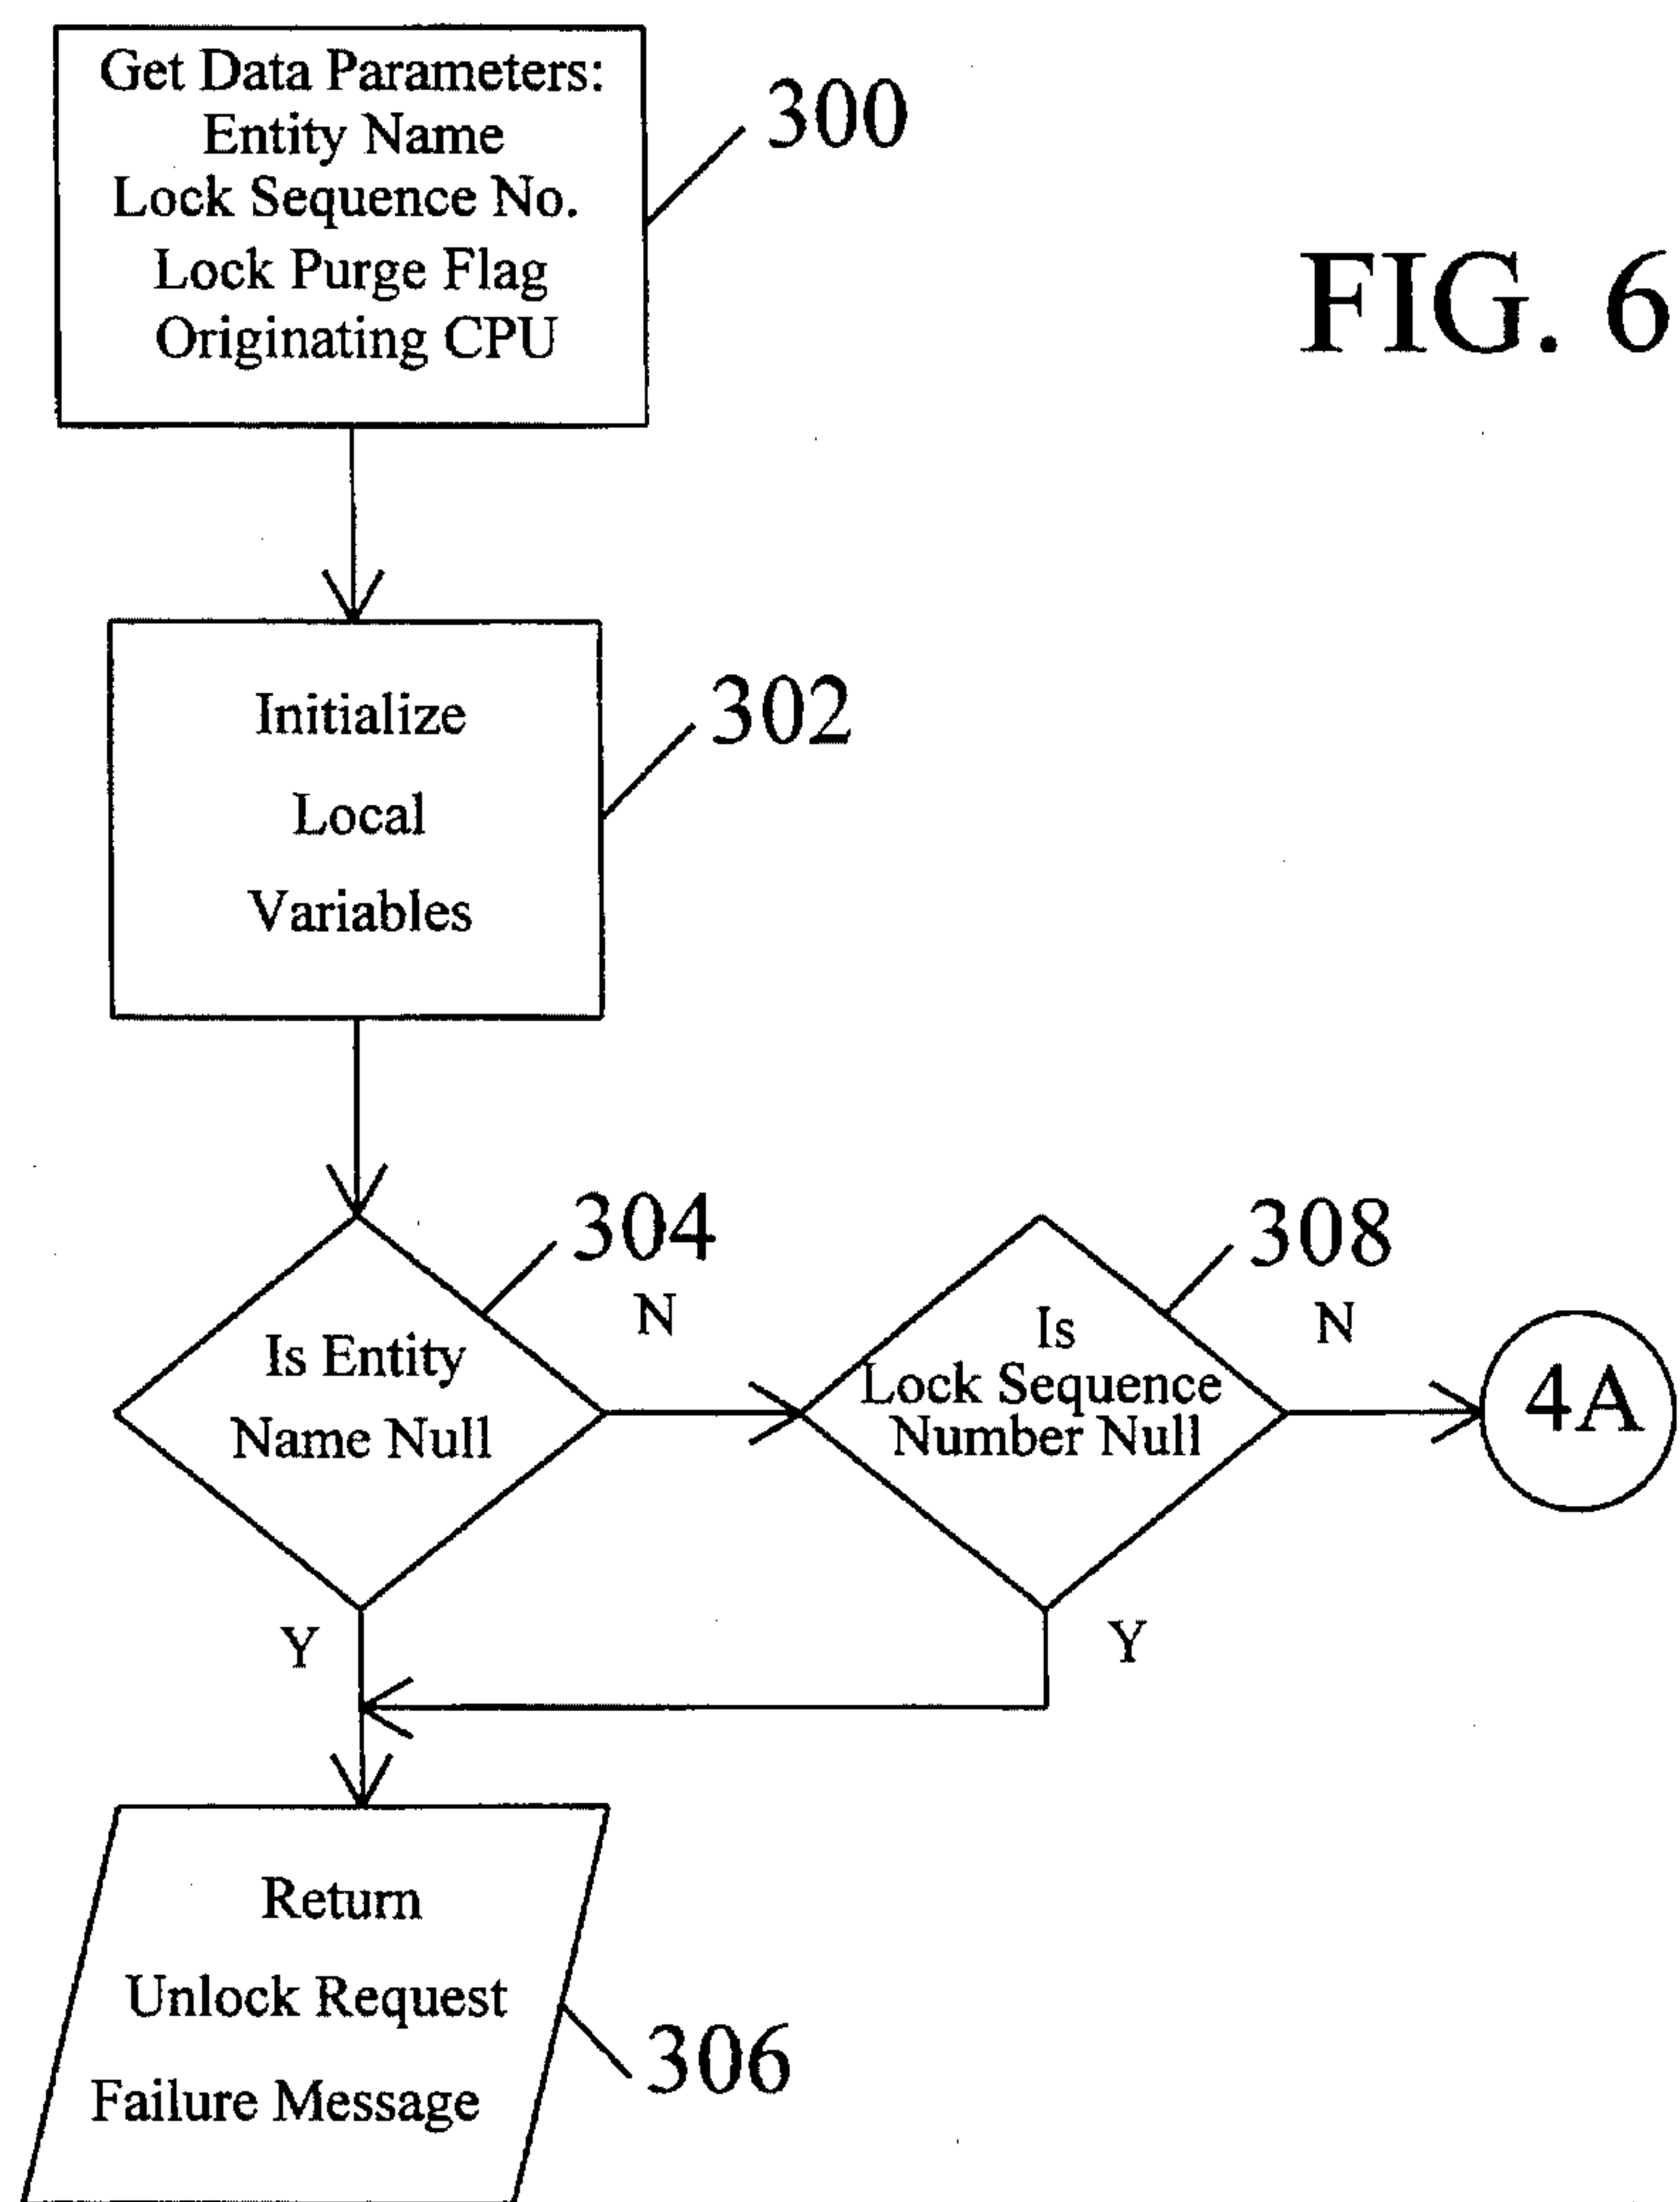 Get Data Parameters:
Entity Name
Lock Sequence No.
Lock Purge Flag
Originating CPU
300
FIG. 6
Initialize
Local
Variables
302
304
Is Entity
Name Null
N
Y
308
Is
Lock Sequence
Number Null
N
Y
4A
Return
Unlock Request
Failure Message
306